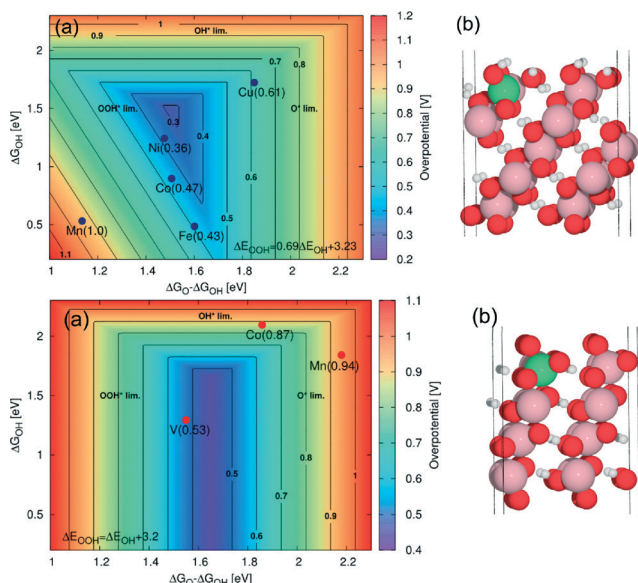 (a)
(b)
OH* lim.
1
0.9
0.8
0.7
OOH* lim.
O* lim.
Cu(0.61)
0.3
0.4
Ni(0.36)
Co(0.47)
0.6
Mn(1.0)
Fe(0.43)
0.5
1.1
ΔE_OOH=0.69ΔE_OH+3.23
2
1.5
1
0.5
1 1.2 1.4 1.6 1.8 2 2.2
ΔG_O-ΔG_OH [eV]
ΔG_OH [eV]
1.2
1.1
1.0
0.9
0.8
0.7
0.6
0.5
0.4
0.3
0.2
Overpotential [V]
(a)
(b)
OH* lim.
Co(0.87)
Mn(0.94)
OOH* lim.
O* lim.
V(0.53)
0.5
0.8
0.7
1
0.9
0.6
ΔE_OOH=ΔE_OH+3.2
2
1.5
1
0.5
1 1.2 1.4 1.6 1.8 2 2.2
ΔG_O-ΔG_OH [eV]
ΔG_OH [eV]
1.1
1.0
0.9
0.8
0.7
0.6
0.5
0.4
Overpotential [V]